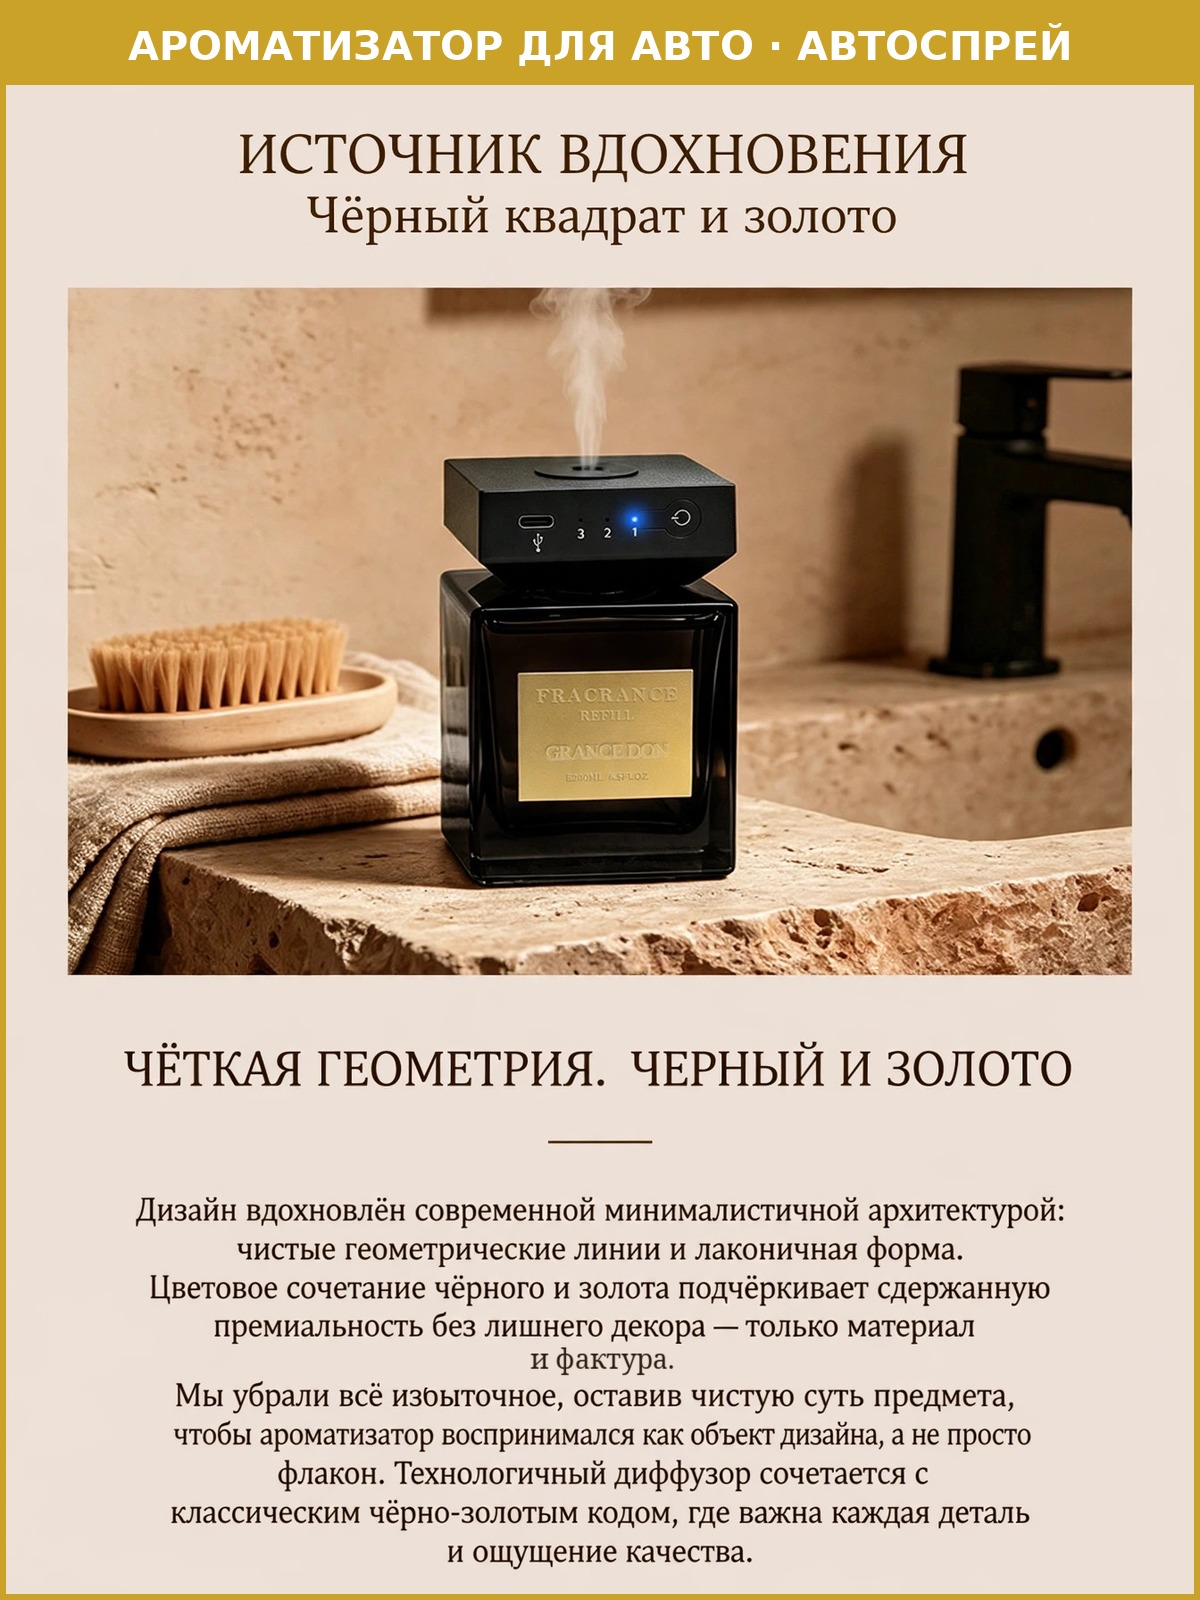 АРОМАТИЗАТОР ДЛЯ АВТО · АВТОСПРЕЙ
ИСТОЧНИК ВДОХНОВЕНИЯ
Чёрный квадрат и золото
3 2 1
FRAGRANCE
REFILL
GRANCE DON
ЧЁТКАЯ ГЕОМЕТРИЯ. ЧЕРНЫЙ И ЗОЛОТО
Дизайн вдохновлён современной минималистичной архитектурой:
чистые геометрические линии и лаконичная форма.
Цветовое сочетание чёрного и золота подчёркивает сдержанную
премиальность без лишнего декора — только материал
и фактура.
Мы убрали всё избыточное, оставив чистую суть предмета,
чтобы ароматизатор воспринимался как объект дизайна, а не просто
флакон. Технологичный диффузор сочетается с
классическим чёрно-золотым кодом, где важна каждая деталь
и ощущение качества.